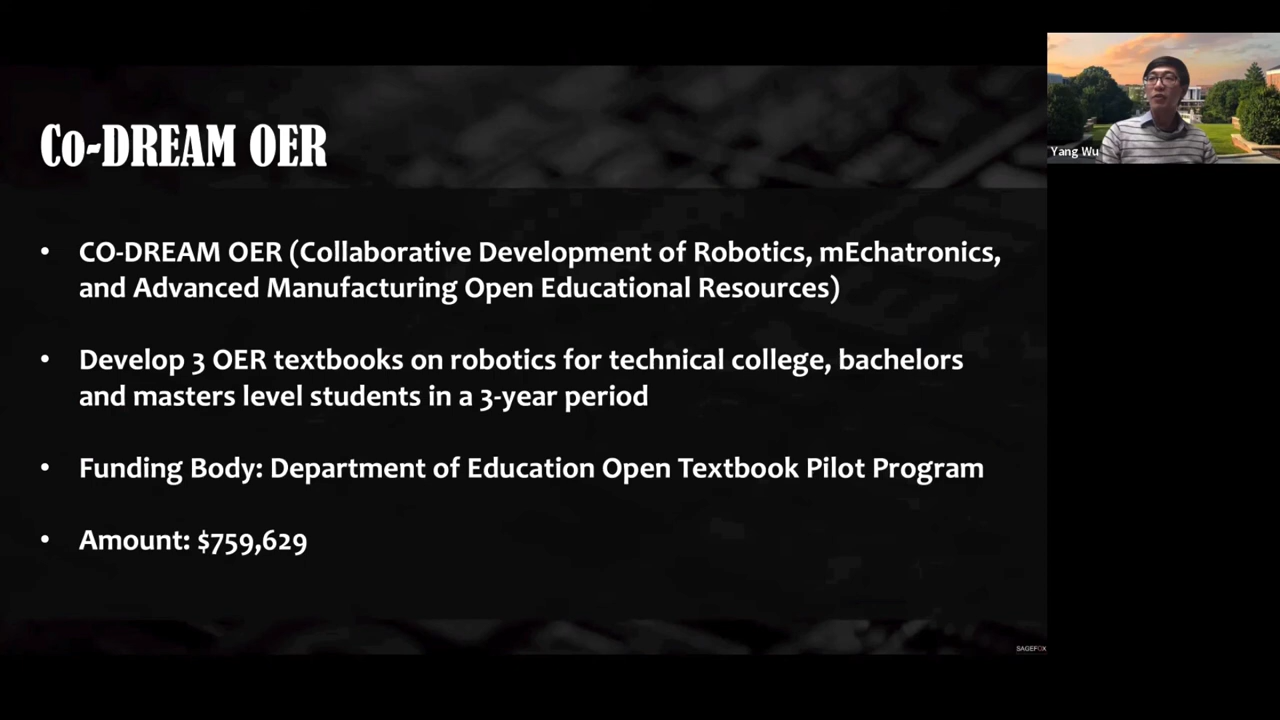 Co-DREAM OER
• CO-DREAM OER (Collaborative Development of Robotics, mEchatronics,
and Advanced Manufacturing Open Educational Resources)
• Develop 3 OER textbooks on robotics for technical college, bachelors
and masters level students in a 3-year period
• Funding Body: Department of Education Open Textbook Pilot Program
• Amount: $759,629
SAGEFOX
Yang Wu